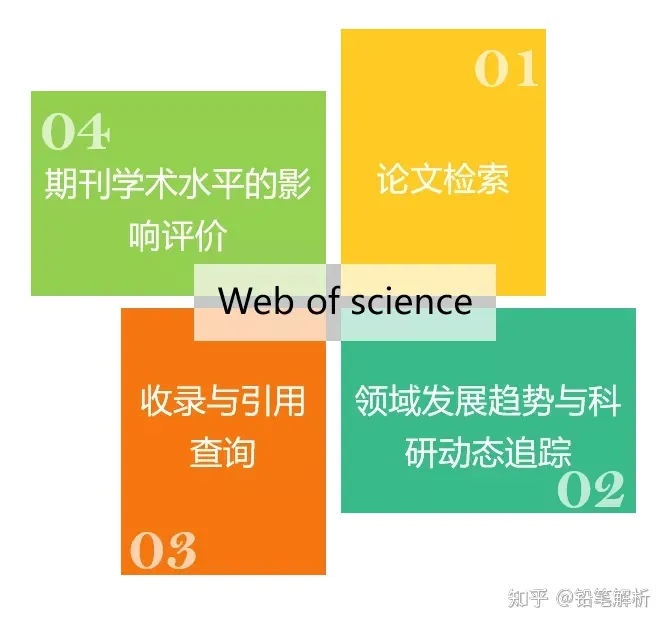 01
论文检索
04
期刊学术水平的影
响评价
Web of science
收录与引用
查询
03
领域发展趋势与科
研动态追踪
02
知乎 @铅笔解析